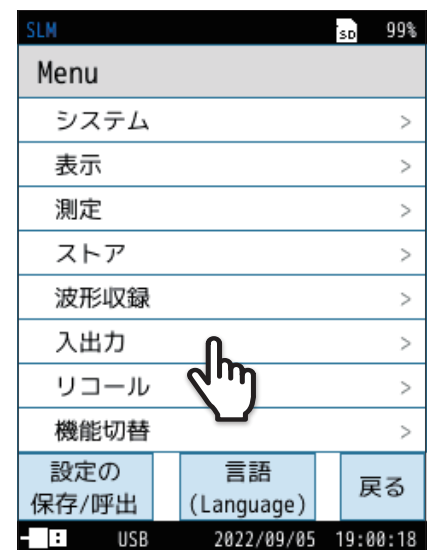 SLM SD 99%
Menu
システム >
表示 >
測定 >
ストア >
波形収録 >
入出力 >
リコール >
機能切替 >
設定の
保存/呼出
言語
(Language)
戻る
USB 2022/09/05 19:00:18